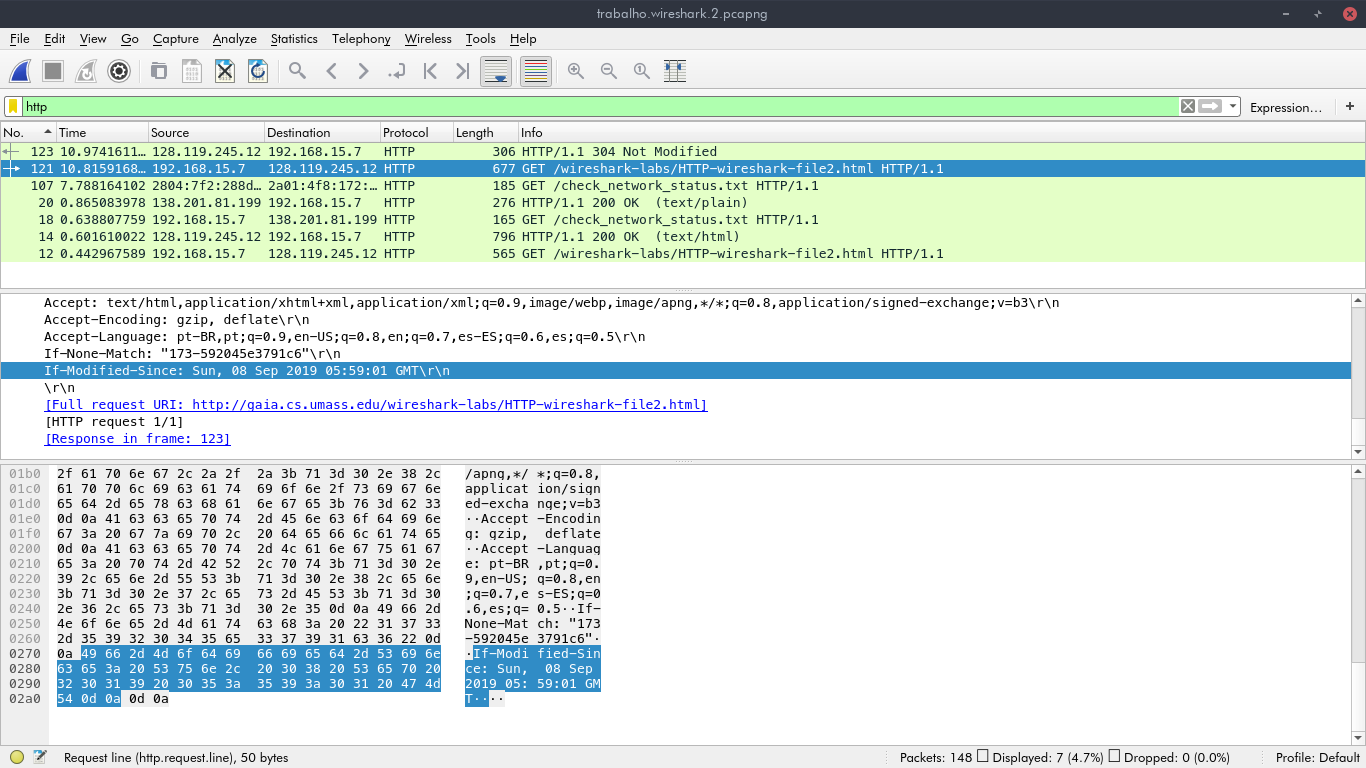 trabalho.wireshark.2.pcapng
File Edit View Go Capture Analyze Statistics Telephony Wireless Tools Help
http Expression… +
No. Time Source Destination Protocol Length Info
123 10.9741611… 128.119.245.12 192.168.15.7 HTTP 306 HTTP/1.1 304 Not Modified
121 10.8159168… 192.168.15.7 128.119.245.12 HTTP 677 GET /wireshark-labs/HTTP-wireshark-file2.html HTTP/1.1
107 7.788164102 2804:7f2:288d… 2a01:4f8:172:… HTTP 185 GET /check_network_status.txt HTTP/1.1
20 0.865083978 138.201.81.199 192.168.15.7 HTTP 276 HTTP/1.1 200 OK (text/plain)
18 0.638807759 192.168.15.7 138.201.81.199 HTTP 165 GET /check_network_status.txt HTTP/1.1
14 0.601610022 128.119.245.12 192.168.15.7 HTTP 796 HTTP/1.1 200 OK (text/html)
12 0.442967589 192.168.15.7 128.119.245.12 HTTP 565 GET /wireshark-labs/HTTP-wireshark-file2.html HTTP/1.1
Accept: text/html,application/xhtml+xml,application/xml;q=0.9,image/webp,image/apng,*/*;q=0.8,application/signed-exchange;v=b3\r\n
Accept-Encoding: gzip, deflate\r\n
Accept-Language: pt-BR,pt;q=0.9,en-US;q=0.8,en;q=0.7,es-ES;q=0.6,es;q=0.5\r\n
If-None-Match: "173-592045e3791c6"\r\n
If-Modified-Since: Sun, 08 Sep 2019 05:59:01 GMT\r\n
\r\n
[Full request URI: http://gaia.cs.umass.edu/wireshark-labs/HTTP-wireshark-file2.html]
[HTTP request 1/1]
[Response in frame: 123]
01b0 2f 61 70 6e 67 2c 2a 2f 2a 3b 71 3d 30 2e 38 2c /apng,*/ *;q=0.8,
01c0 61 70 70 6c 69 63 61 74 69 6f 6e 2f 73 69 67 6e applicat ion/sign
01d0 65 64 2d 65 78 63 68 61 6e 67 65 3b 76 3d 62 33 ed-excha nge;v=b3
01e0 0d 0a 41 63 63 65 70 74 2d 45 6e 63 6f 64 69 6e ··Accept -Encodin
01f0 67 3a 20 67 7a 69 70 2c 20 64 65 66 6c 61 74 65 g: gzip, deflate
0200 0d 0a 41 63 63 65 70 74 2d 4c 61 6e 67 75 61 67 ··Accept -Languag
0210 65 3a 20 70 74 2d 42 52 2c 70 74 3b 71 3d 30 2e e: pt-BR ,pt;q=0.
0220 39 2c 65 6e 2d 55 53 3b 71 3d 30 2e 38 2c 65 6e 9,en-US; q=0.8,en
0230 3b 71 3d 30 2e 37 2c 65 73 2d 45 53 3b 71 3d 30 ;q=0.7,e s-ES;q=0
0240 2e 36 2c 65 73 3b 71 3d 30 2e 35 0d 0a 49 66 2d .6,es;q= 0.5··If-
0250 4e 6f 6e 65 2d 4d 61 74 63 68 3a 20 22 31 37 33 None-Mat ch: "173
0260 2d 35 39 32 30 34 35 65 33 37 39 31 63 36 22 0d -592045e 3791c6"·
0270 0a 49 66 2d 4d 6f 64 69 66 69 65 64 2d 53 69 6e ·If-Modi fied-Sin
0280 63 65 3a 20 53 75 6e 2c 20 30 38 20 53 65 70 20 ce: Sun, 08 Sep
0290 32 30 31 39 20 30 35 3a 35 39 3a 30 31 20 47 4d 2019 05: 59:01 GM
02a0 54 0d 0a 0d 0a T····
Request line (http.request.line), 50 bytes Packets: 148 Displayed: 7 (4.7%) Dropped: 0 (0.0%) Profile: Default